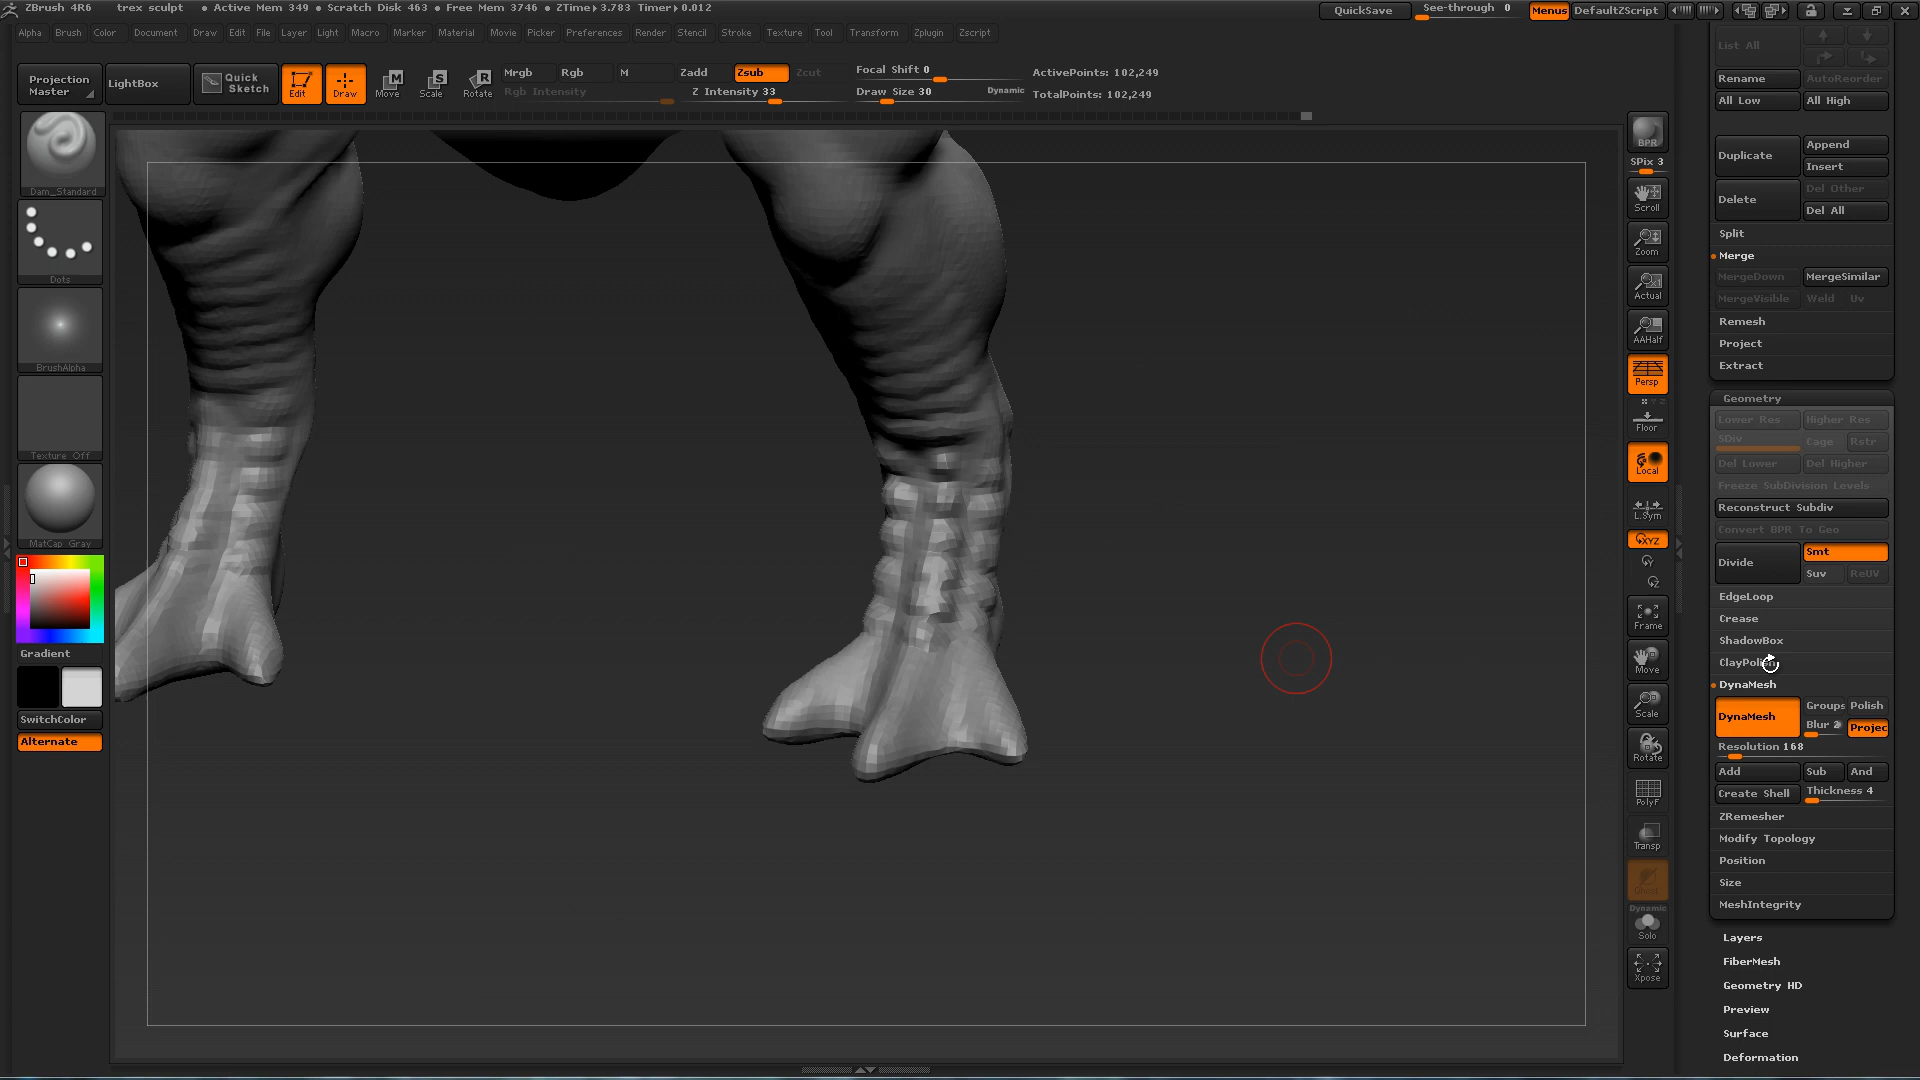 ZBrush 4R6 trex sculpt • Active Mem 349 • Scratch Disk 463 • Free Mem 3746 • ZTime▸3.783 Timer▸0.012 QuickSave See-through 0 Menus DefaultZScript
Alpha Brush Color Document Draw Edit File Layer Light Macro Marker Material Movie Picker Preferences Render Stencil Stroke Texture Tool Transform Zplugin Zscript
Projection Master
LightBox
Quick Sketch
Edit
Draw
Move
Scale
Rotate
M
S
R
Mrgb Rgb M Zadd Zsub Zcut
Rgb Intensity Z Intensity 33
Focal Shift 0
Draw Size 30 Dynamic
ActivePoints: 102,249
TotalPoints: 102,249
Dam_Standard
Dots
BrushAlpha
Texture Off
MatCap Gray
Gradient
SwitchColor
Alternate
BPR
SPix 3
Scroll
Zoom
Actual
AAHalf
Persp
Floor
Local
L.Sym
XYZ
Y
Z
Frame
Move
Scale
Rotate
PolyF
Transp
Ghost
Dynamic
Solo
Xpose
List All
Rename AutoReorder
All Low All High
Duplicate Append
Insert
Delete Del Other
Del All
Split
Merge
MergeDown MergeSimilar
MergeVisible Weld Uv
Remesh
Project
Extract
Geometry
Lower Res Higher Res
SDiv Cage Rstr
Del Lower Del Higher
Freeze SubDivision Levels
Reconstruct Subdiv
Convert BPR To Geo
Divide Smt
Suv ReUV
EdgeLoop
Crease
ShadowBox
ClayPolish
DynaMesh
DynaMesh Groups Polish
Blur 2 Projec
Resolution 168
Add Sub And
Create Shell Thickness 4
ZRemesher
Modify Topology
Position
Size
MeshIntegrity
Layers
FiberMesh
Geometry HD
Preview
Surface
Deformation